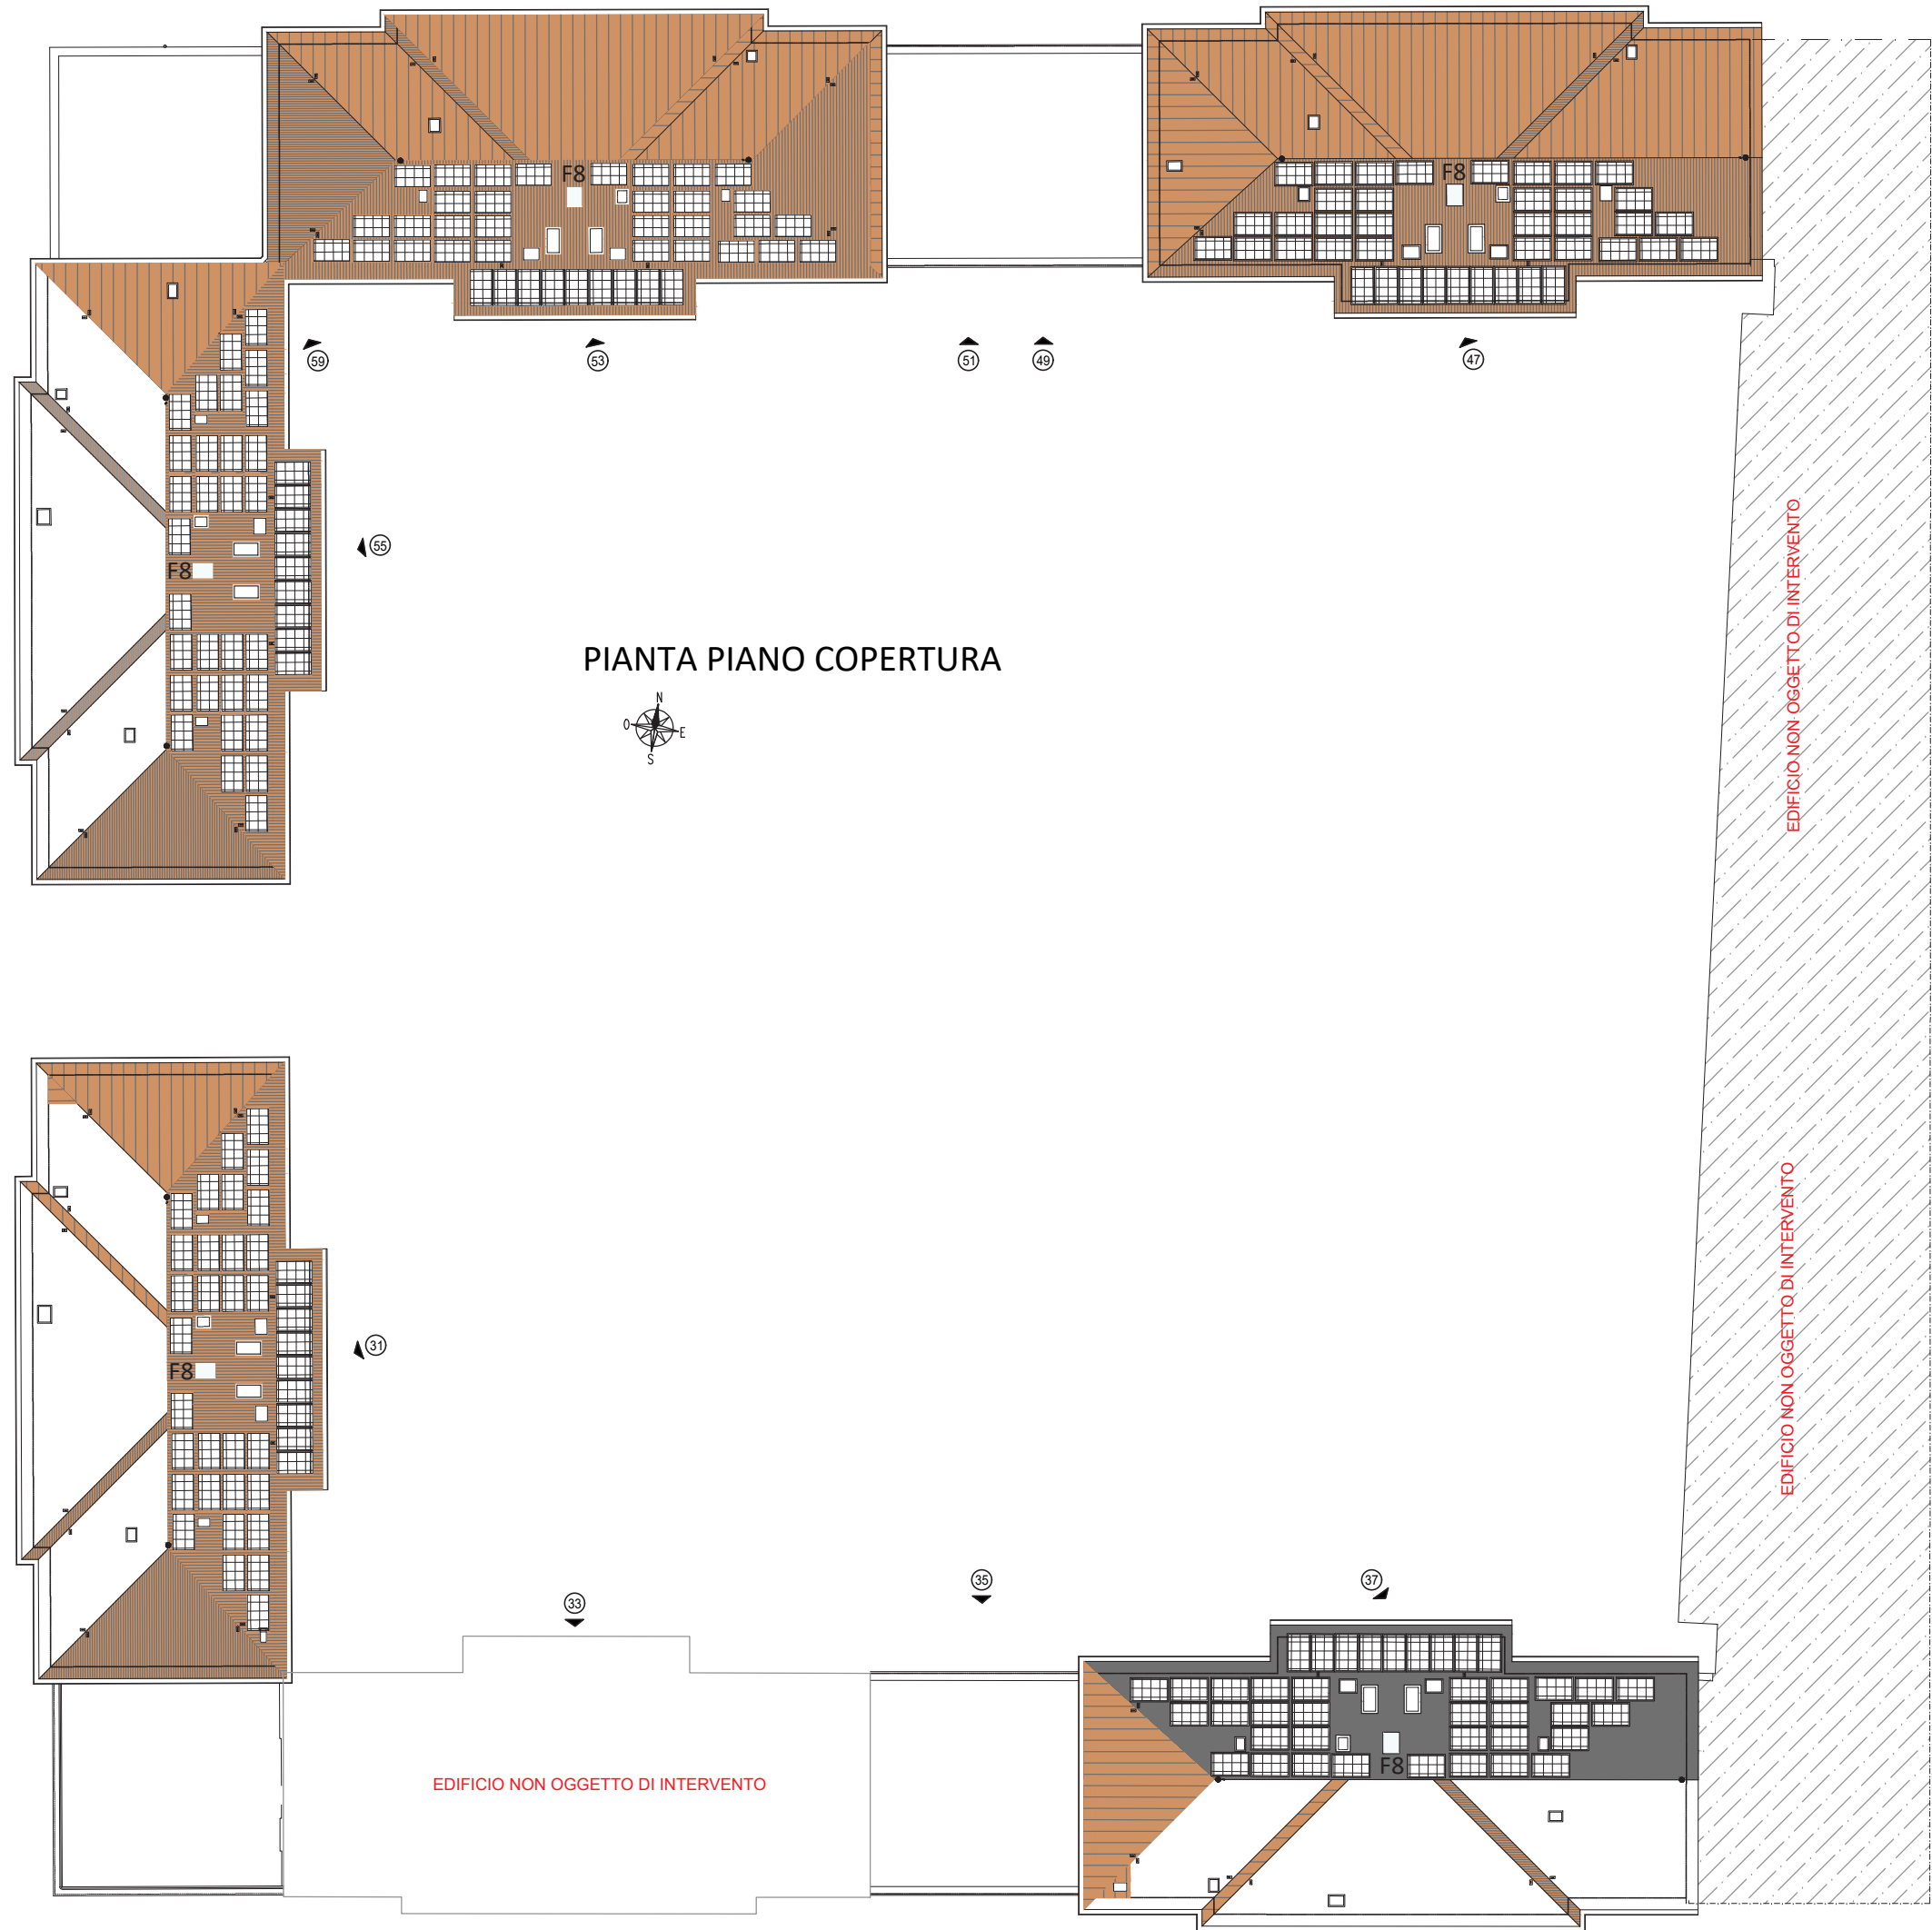 F8
F8
59
53
51
49
47
55
F8
EDIFICIO NON OGGETTO DI INTERVENTO
PIANTA PIANO COPERTURA
N
O
E
S
EDIFICIO NON OGGETTO DI INTERVENTO
31
F8
33
35
37
F8
EDIFICIO NON OGGETTO DI INTERVENTO